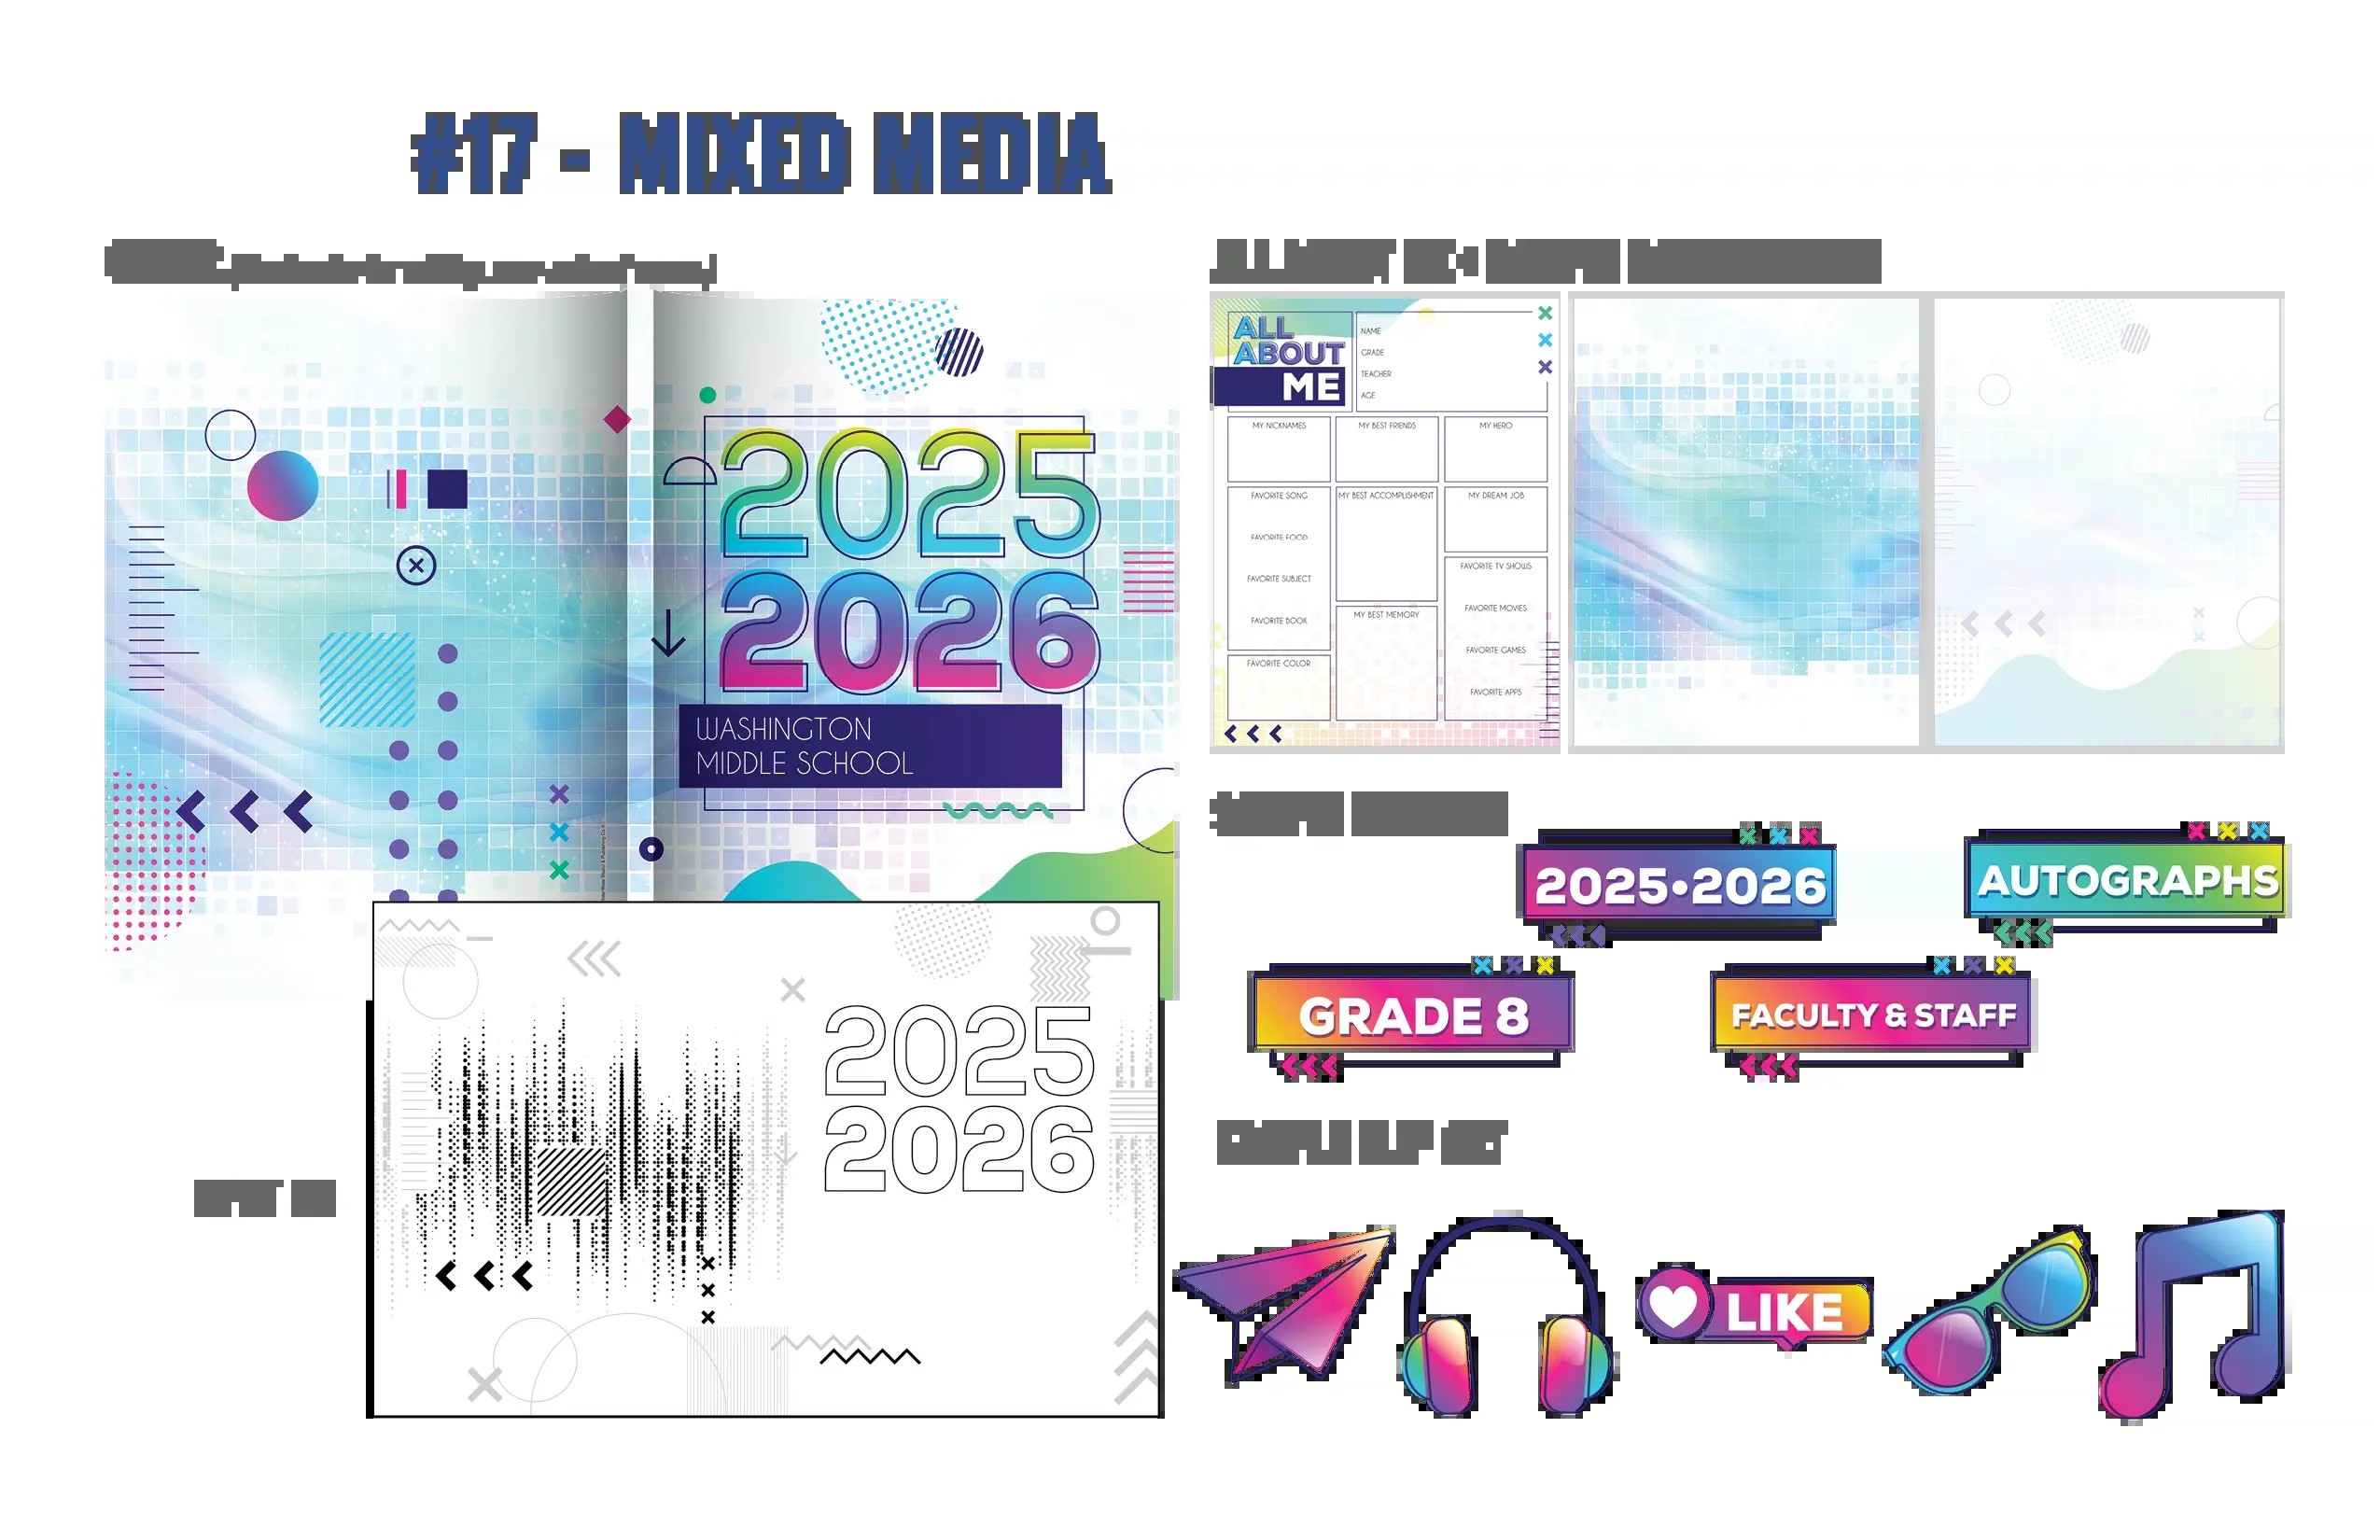 #17 - MIXED MEDIA
2025
2026
WASHINGTON
MIDDLE SCHOOL
2025
2026
ALL
ABOUT
ME
NAME
GRADE
TEACHER
AGE
MY NICKNAMES
MY BEST FRIENDS
MY HERO
FAVORITE SONG
MY BEST ACCOMPLISHMENT
MY DREAM JOB
FAVORITE FOOD
FAVORITE TV SHOWS
FAVORITE SUBJECT
FAVORITE MOVIES
MY BEST MEMORY
FAVORITE BOOK
FAVORITE GAMES
FAVORITE COLOR
FAVORITE APPS
2025•2026
AUTOGRAPHS
GRADE 8
FACULTY & STAFF
LIKE